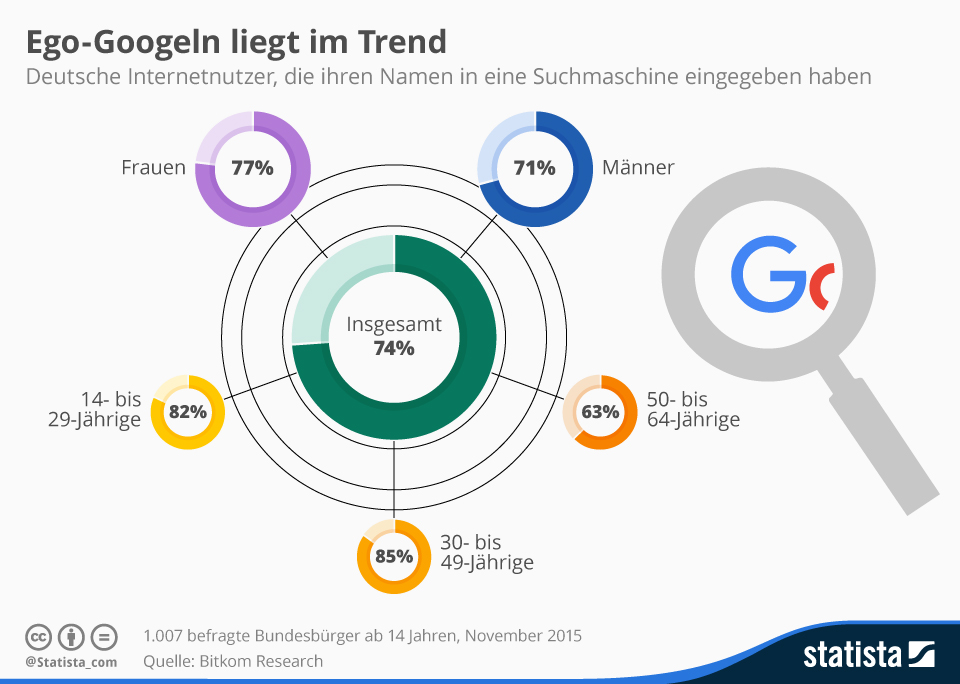 Ego-Googeln liegt im Trend
Deutsche Internetnutzer, die ihren Namen in eine Suchmaschine eingegeben haben
Frauen
77%
71%
Männer
Go
Insgesamt
74%
14- bis
29-Jährige
82%
63%
50- bis
64-Jährige
85%
30- bis
49-Jährige
cc
=
@Statista_com
1.007 befragte Bundesbürger ab 14 Jahren, November 2015
Quelle: Bitkom Research
statista